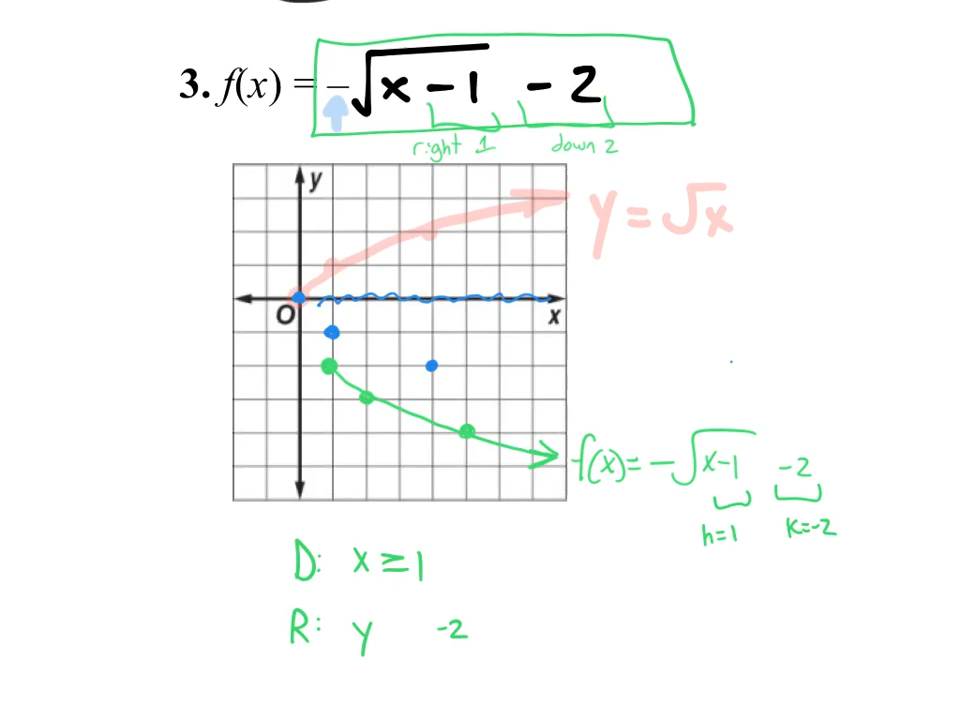 3. f(x) = -√x - 1 - 2
right 1 down 2
y
y = √x
O x
f(x) = -√x-1 -2
h=1 K=-2
D: x ≥ 1
R: y -2